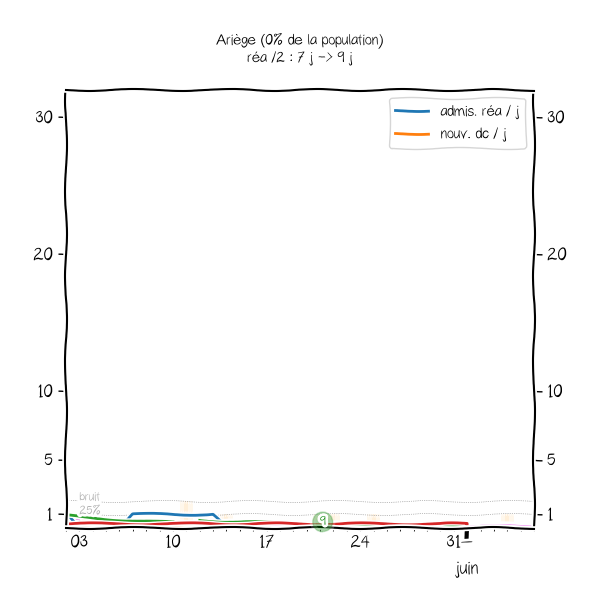 Ariège (0% de la population)
réa /2 : 7 j -> 9 j
admis. réa / j
nouv. dc / j
30
30
20
20
10
10
5
5
bruit
25%
1
1
9
03 10 17 24 31
juin